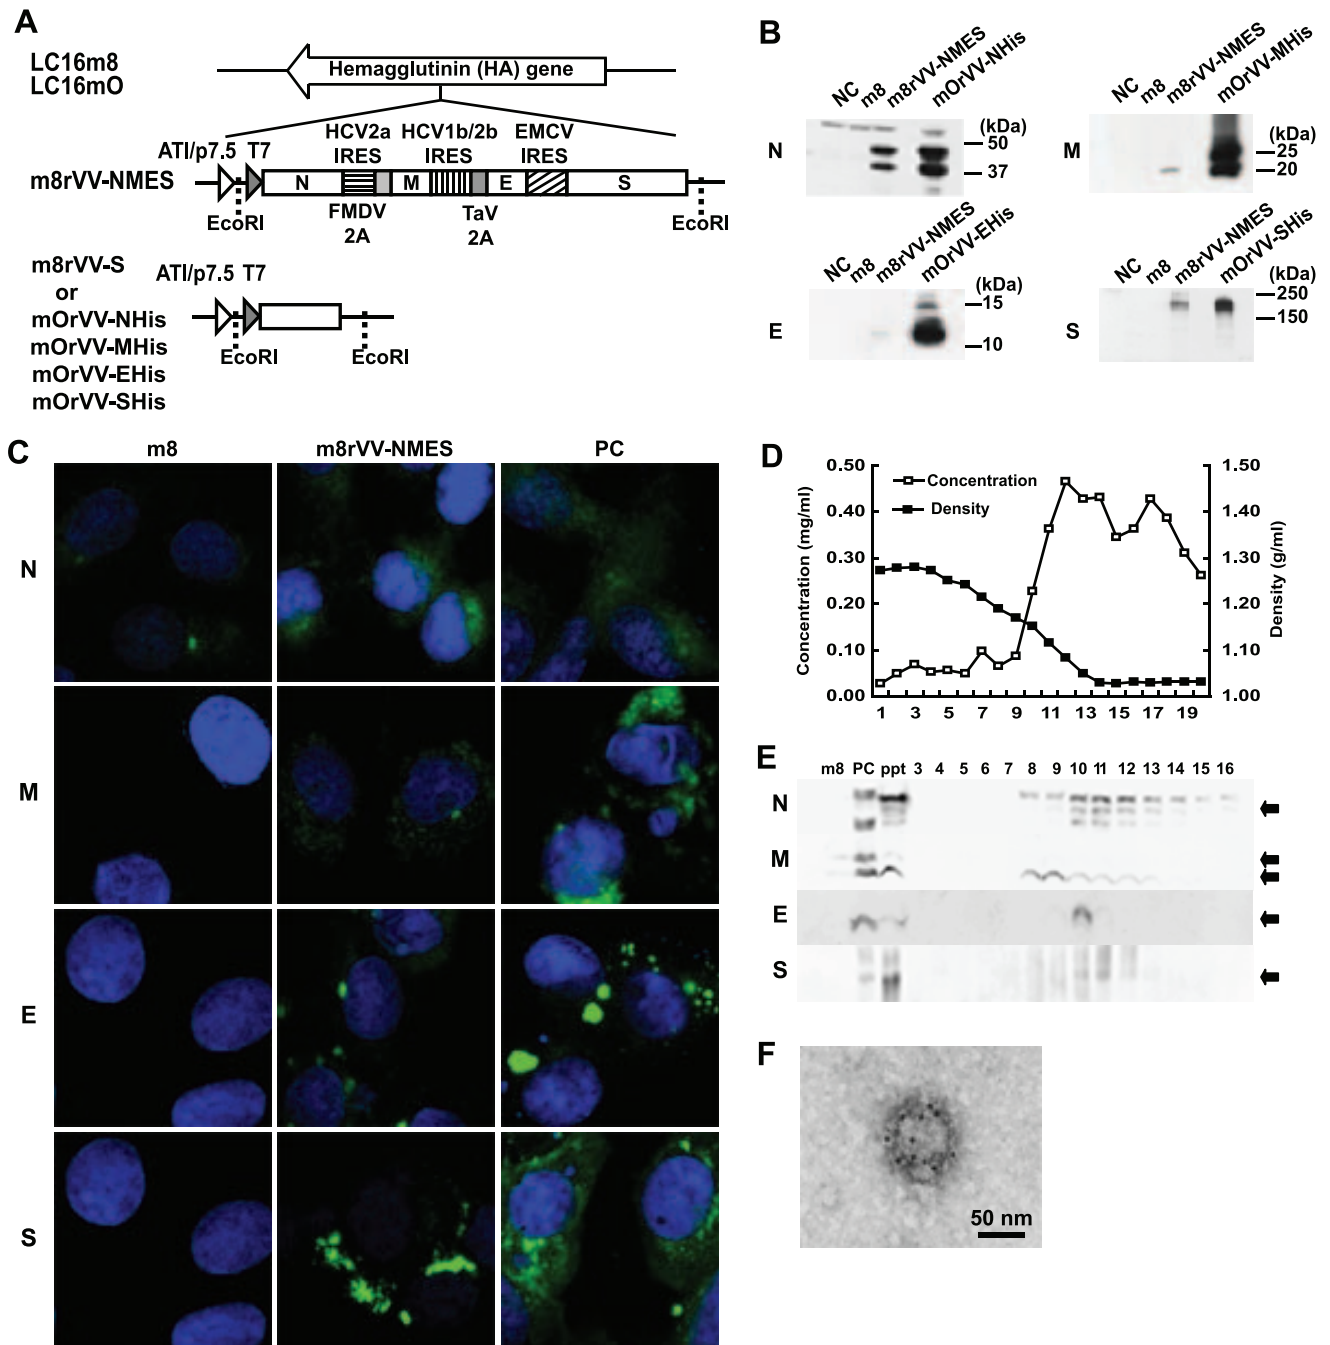 A
LC16m8
LC16mO
Hemagglutinin (HA) gene
HCV2a HCV1b/2b EMCV
ATI/p7.5 T7 IRES IRES IRES
m8rVV-NMES N M E S
EcoRI FMDV TaV EcoRI
2A 2A
m8rVV-S ATI/p7.5 T7
or
mOrVV-NHis
mOrVV-MHis EcoRI EcoRI
mOrVV-EHis
mOrVV-SHis
B
NC m8 m8rVV-NMES mOrVV-NHis (kDa)
N 50
37
NC m8 m8rVV-NMES mOrVV-MHis (kDa)
M 25
20
NC m8 m8rVV-NMES mOrVV-EHis (kDa)
E 15
10
NC m8 m8rVV-NMES mOrVV-SHis (kDa)
S 250
150
C
m8 m8rVV-NMES PC
N
M
E
S
D
Concentration (mg/ml)
0.50
0.40
0.30
0.20
0.10
0.00
Concentration
Density
1.50
1.40
1.30
1.20
1.10
1.00
Density (g/ml)
1 3 5 7 9 11 13 15 17 19
E
m8 PC ppt 3 4 5 6 7 8 9 10 11 12 13 14 15 16
N
M
E
S
F
50 nm